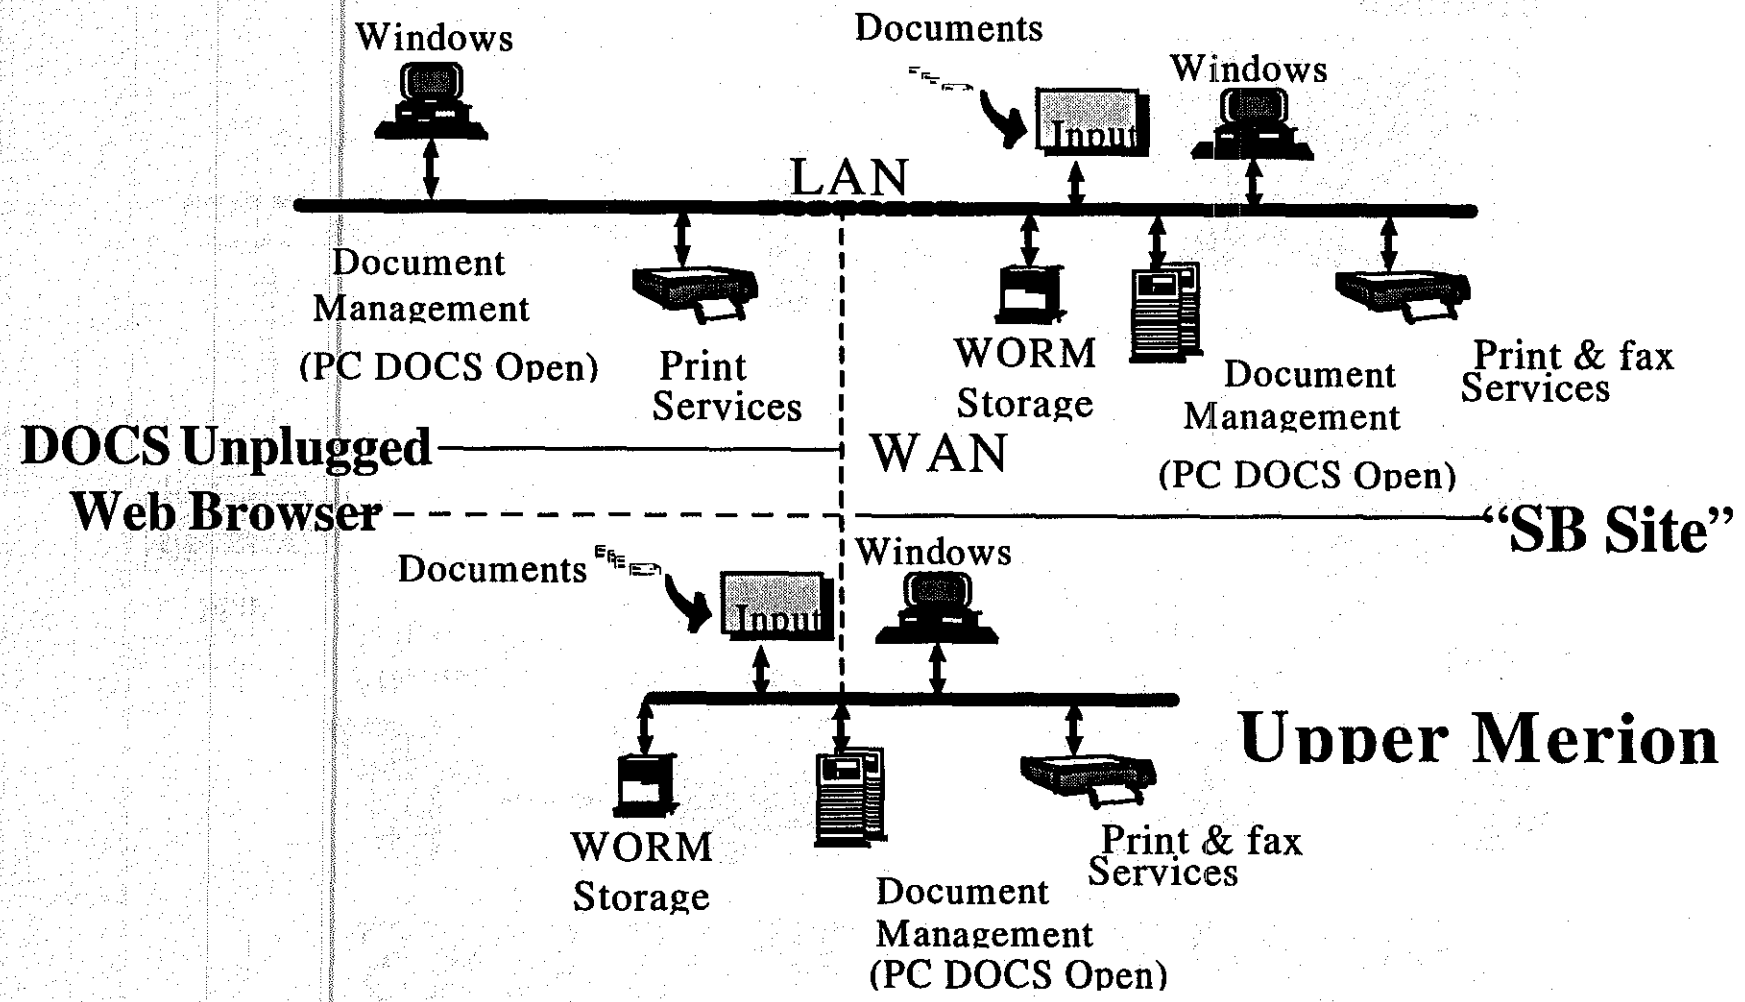 Windows
Documents
Windows
Input
LAN
Document
Management
(PC DOCS Open)
Print
Services
WORM
Storage
Document
Management
(PC DOCS Open)
Print & fax
Services
DOCS Unplugged
WAN
Web Browser
“SB Site”
Documents
Windows
Input
Upper Merion
WORM
Storage
Document
Management
(PC DOCS Open)
Print & fax
Services